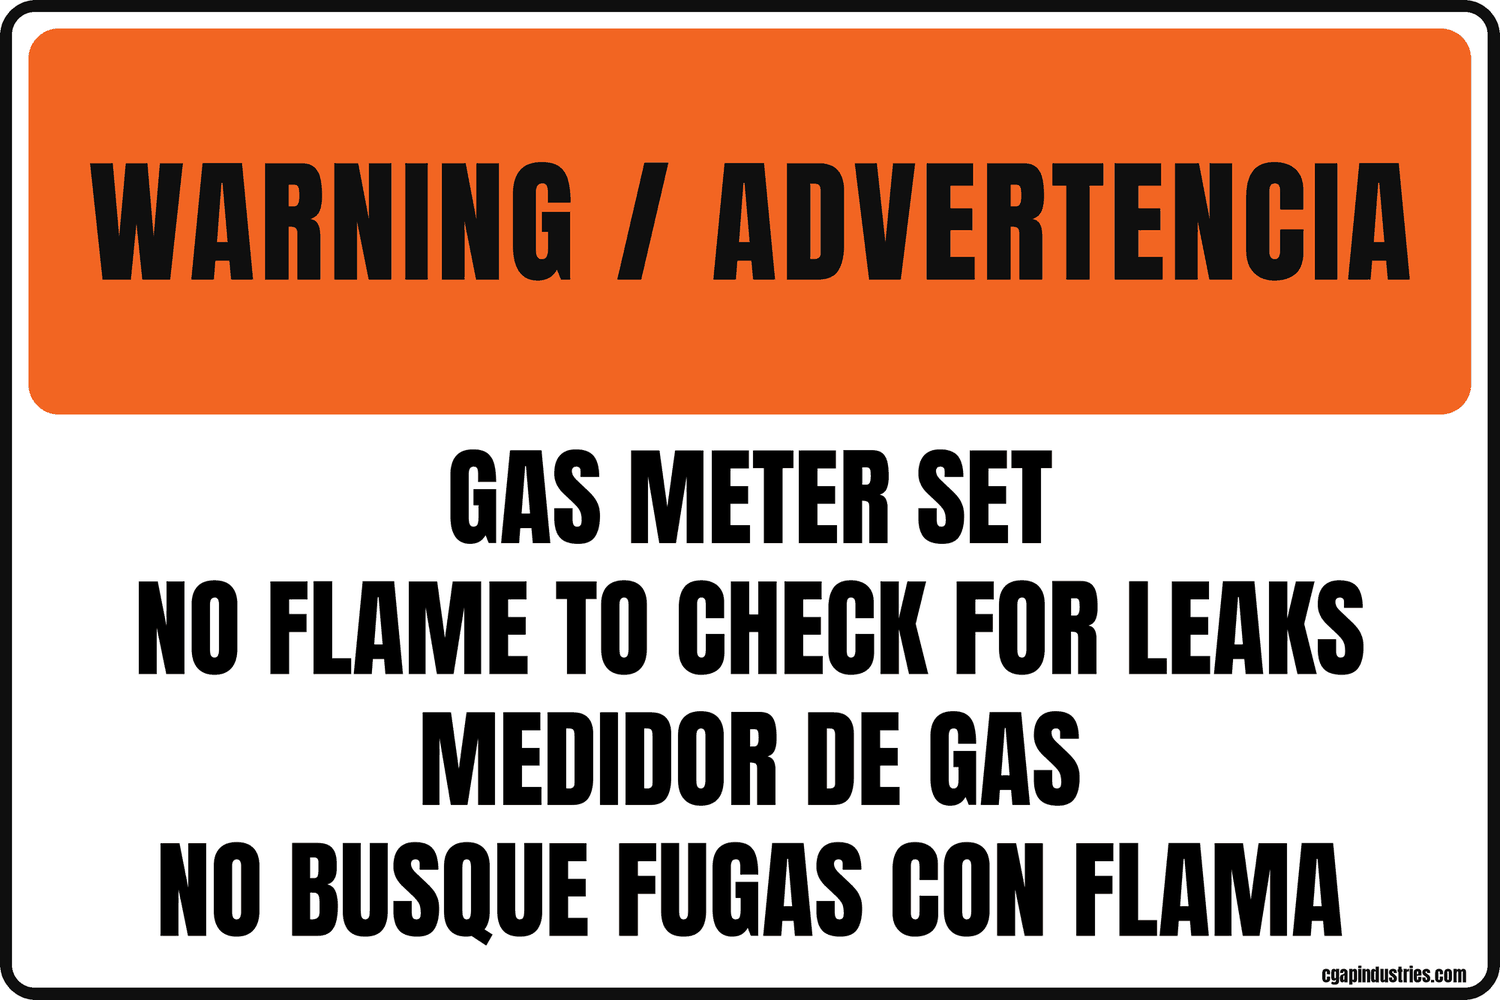 WARNING / ADVERTENCIA
GAS METER SET
NO FLAME TO CHECK FOR LEAKS
MEDIDOR DE GAS
NO BUSQUE FUGAS CON FLAMA
cgapindustries.com